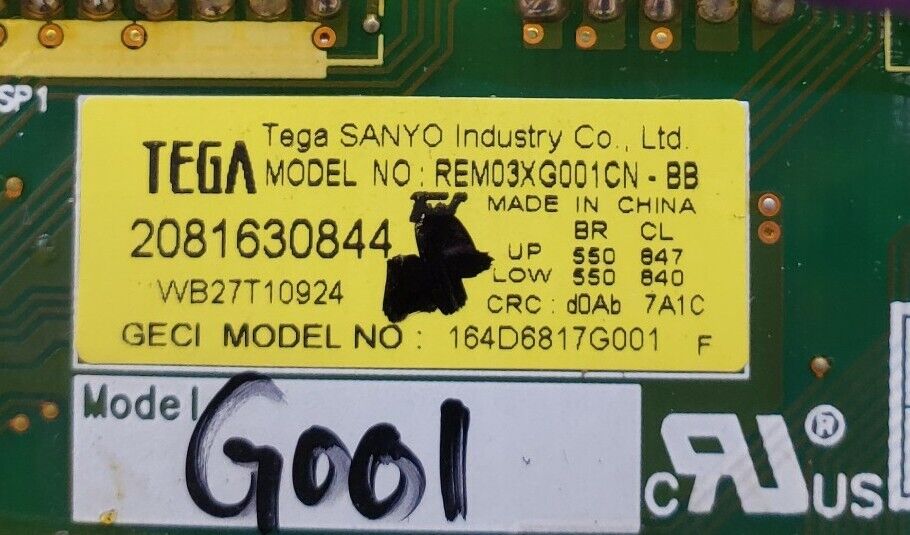 SP1
Tega SANYO Industry Co., Ltd.
TEGA MODEL NO : REM03XG001CN - BB
MADE IN CHINA
2081630844
BR CL
UP 550 847
WB27T10924
LOW 550 840
CRC : d0Ab 7A1C
GECI MODEL NO : 164D6817G001 F
Model G001
C RU ® US